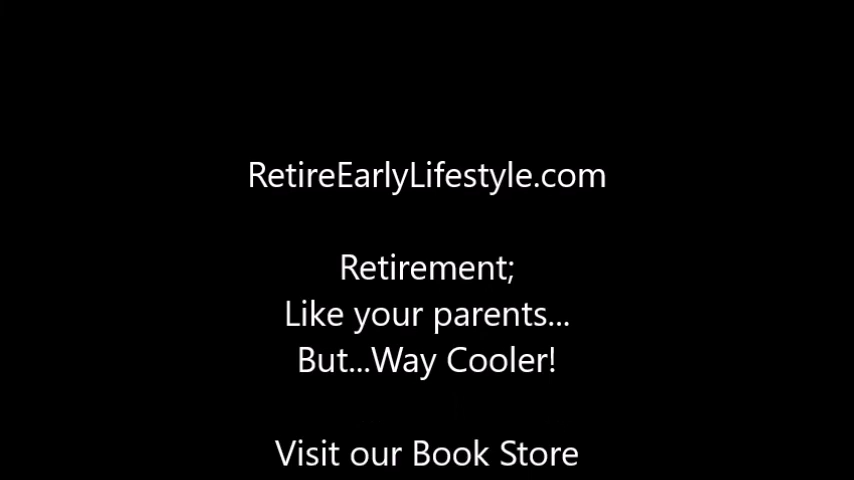 RetireEarlyLifestyle.com
Retirement;
Like your parents...
But...Way Cooler!
Visit our Book Store